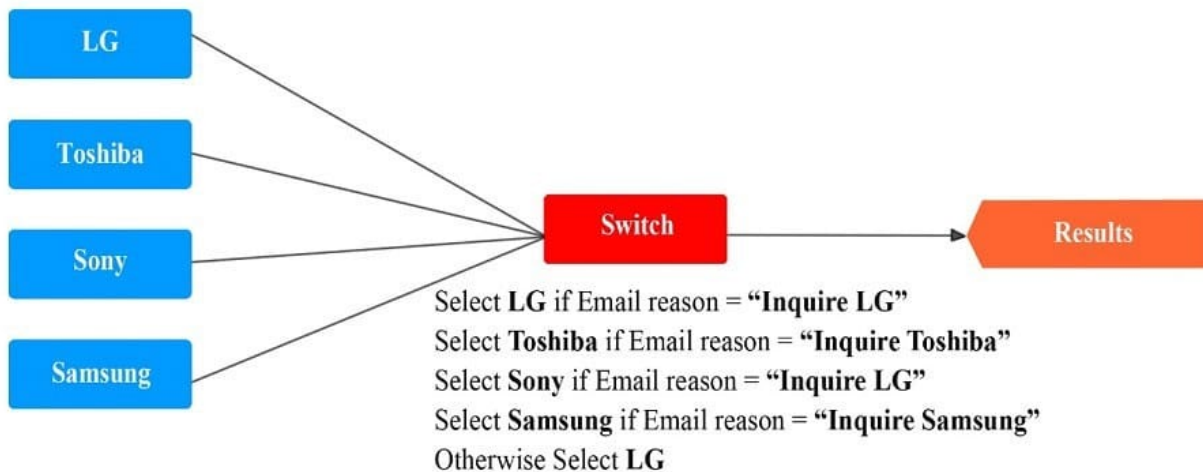 LG
Toshiba
Sony
Samsung
Switch
Results
Select LG if Email reason = “Inquire LG”
Select Toshiba if Email reason = “Inquire Toshiba”
Select Sony if Email reason = “Inquire LG”
Select Samsung if Email reason = “Inquire Samsung”
Otherwise Select LG